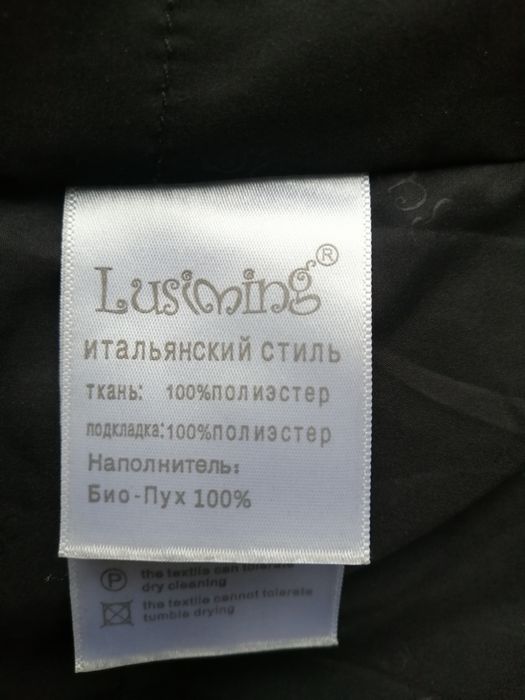 Lusiming®
ИТАЛЬЯНСКИЙ СТИЛЬ
ТКАНЬ: 100%ПОЛИЭСТЕР
ПОДКЛАДКА:100%ПОЛИЭСТЕР
НАПОЛНИТЕЛЬ:
БИО-ПУХ 100%
P the textile can tolerate
dry cleaning
the textile cannot tolerate
tumble drying